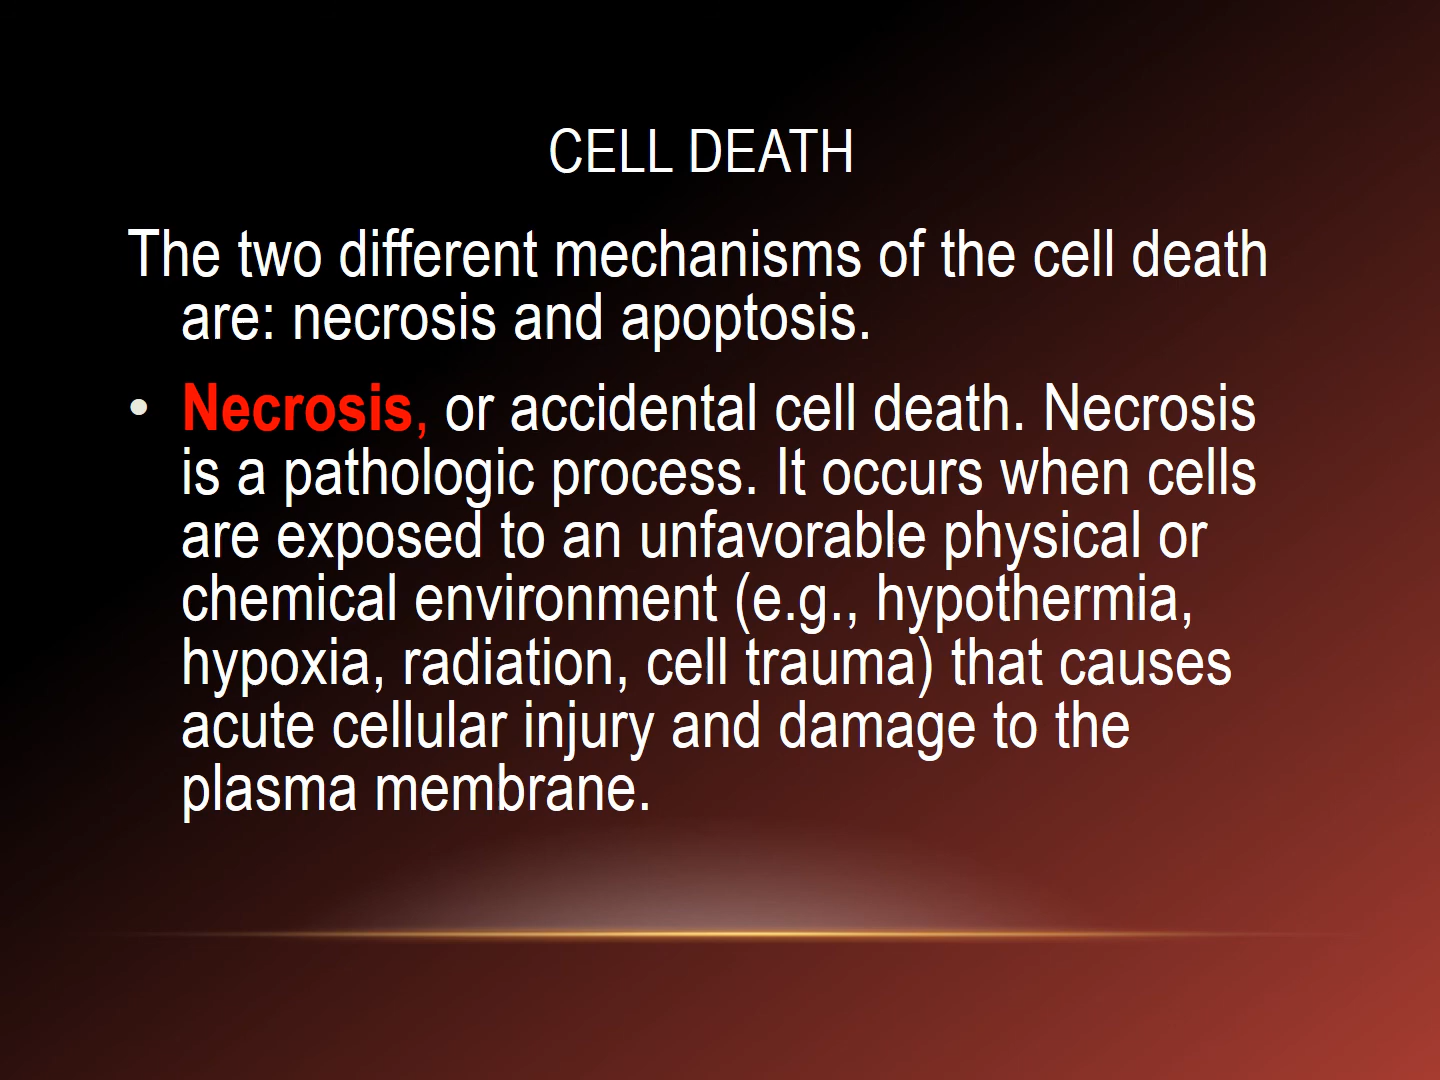 CELL DEATH
The two different mechanisms of the cell death
are: necrosis and apoptosis.
• Necrosis, or accidental cell death. Necrosis
is a pathologic process. It occurs when cells
are exposed to an unfavorable physical or
chemical environment (e.g., hypothermia,
hypoxia, radiation, cell trauma) that causes
acute cellular injury and damage to the
plasma membrane.